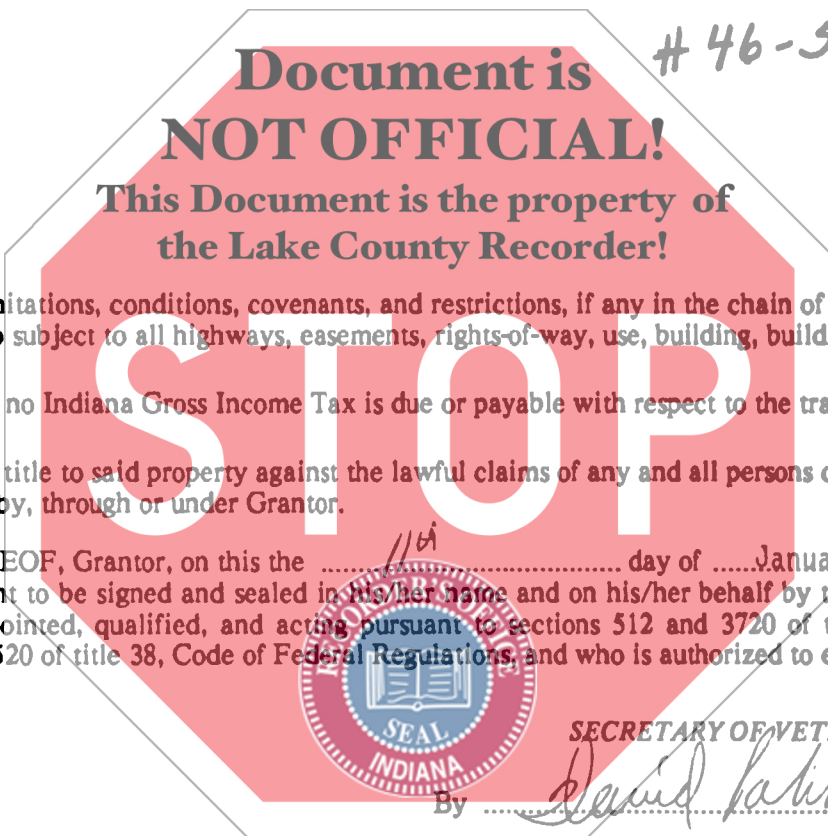 # 46-5
Document is
NOT OFFICIAL!
This Document is the property of
the Lake County Recorder!
STOP
itations, conditions, covenants, and restrictions, if any in the chain of
subject to all highways, easements, rights-of-way, use, building, build
no Indiana Gross Income Tax is due or payable with respect to the tra
title to said property against the lawful claims of any and all persons c
by, through or under Grantor.
EOF, Grantor, on this the ........................ day of ......Janua
nt to be signed and sealed in his/her name and on his/her behalf by t
ointed, qualified, and acting pursuant to sections 512 and 3720 of t
520 of title 38, Code of Federal Regulations, and who is authorized to e
RECORDER'S OFFICE
SEAL
INDIANA
SECRETARY OF VET
By ........ David